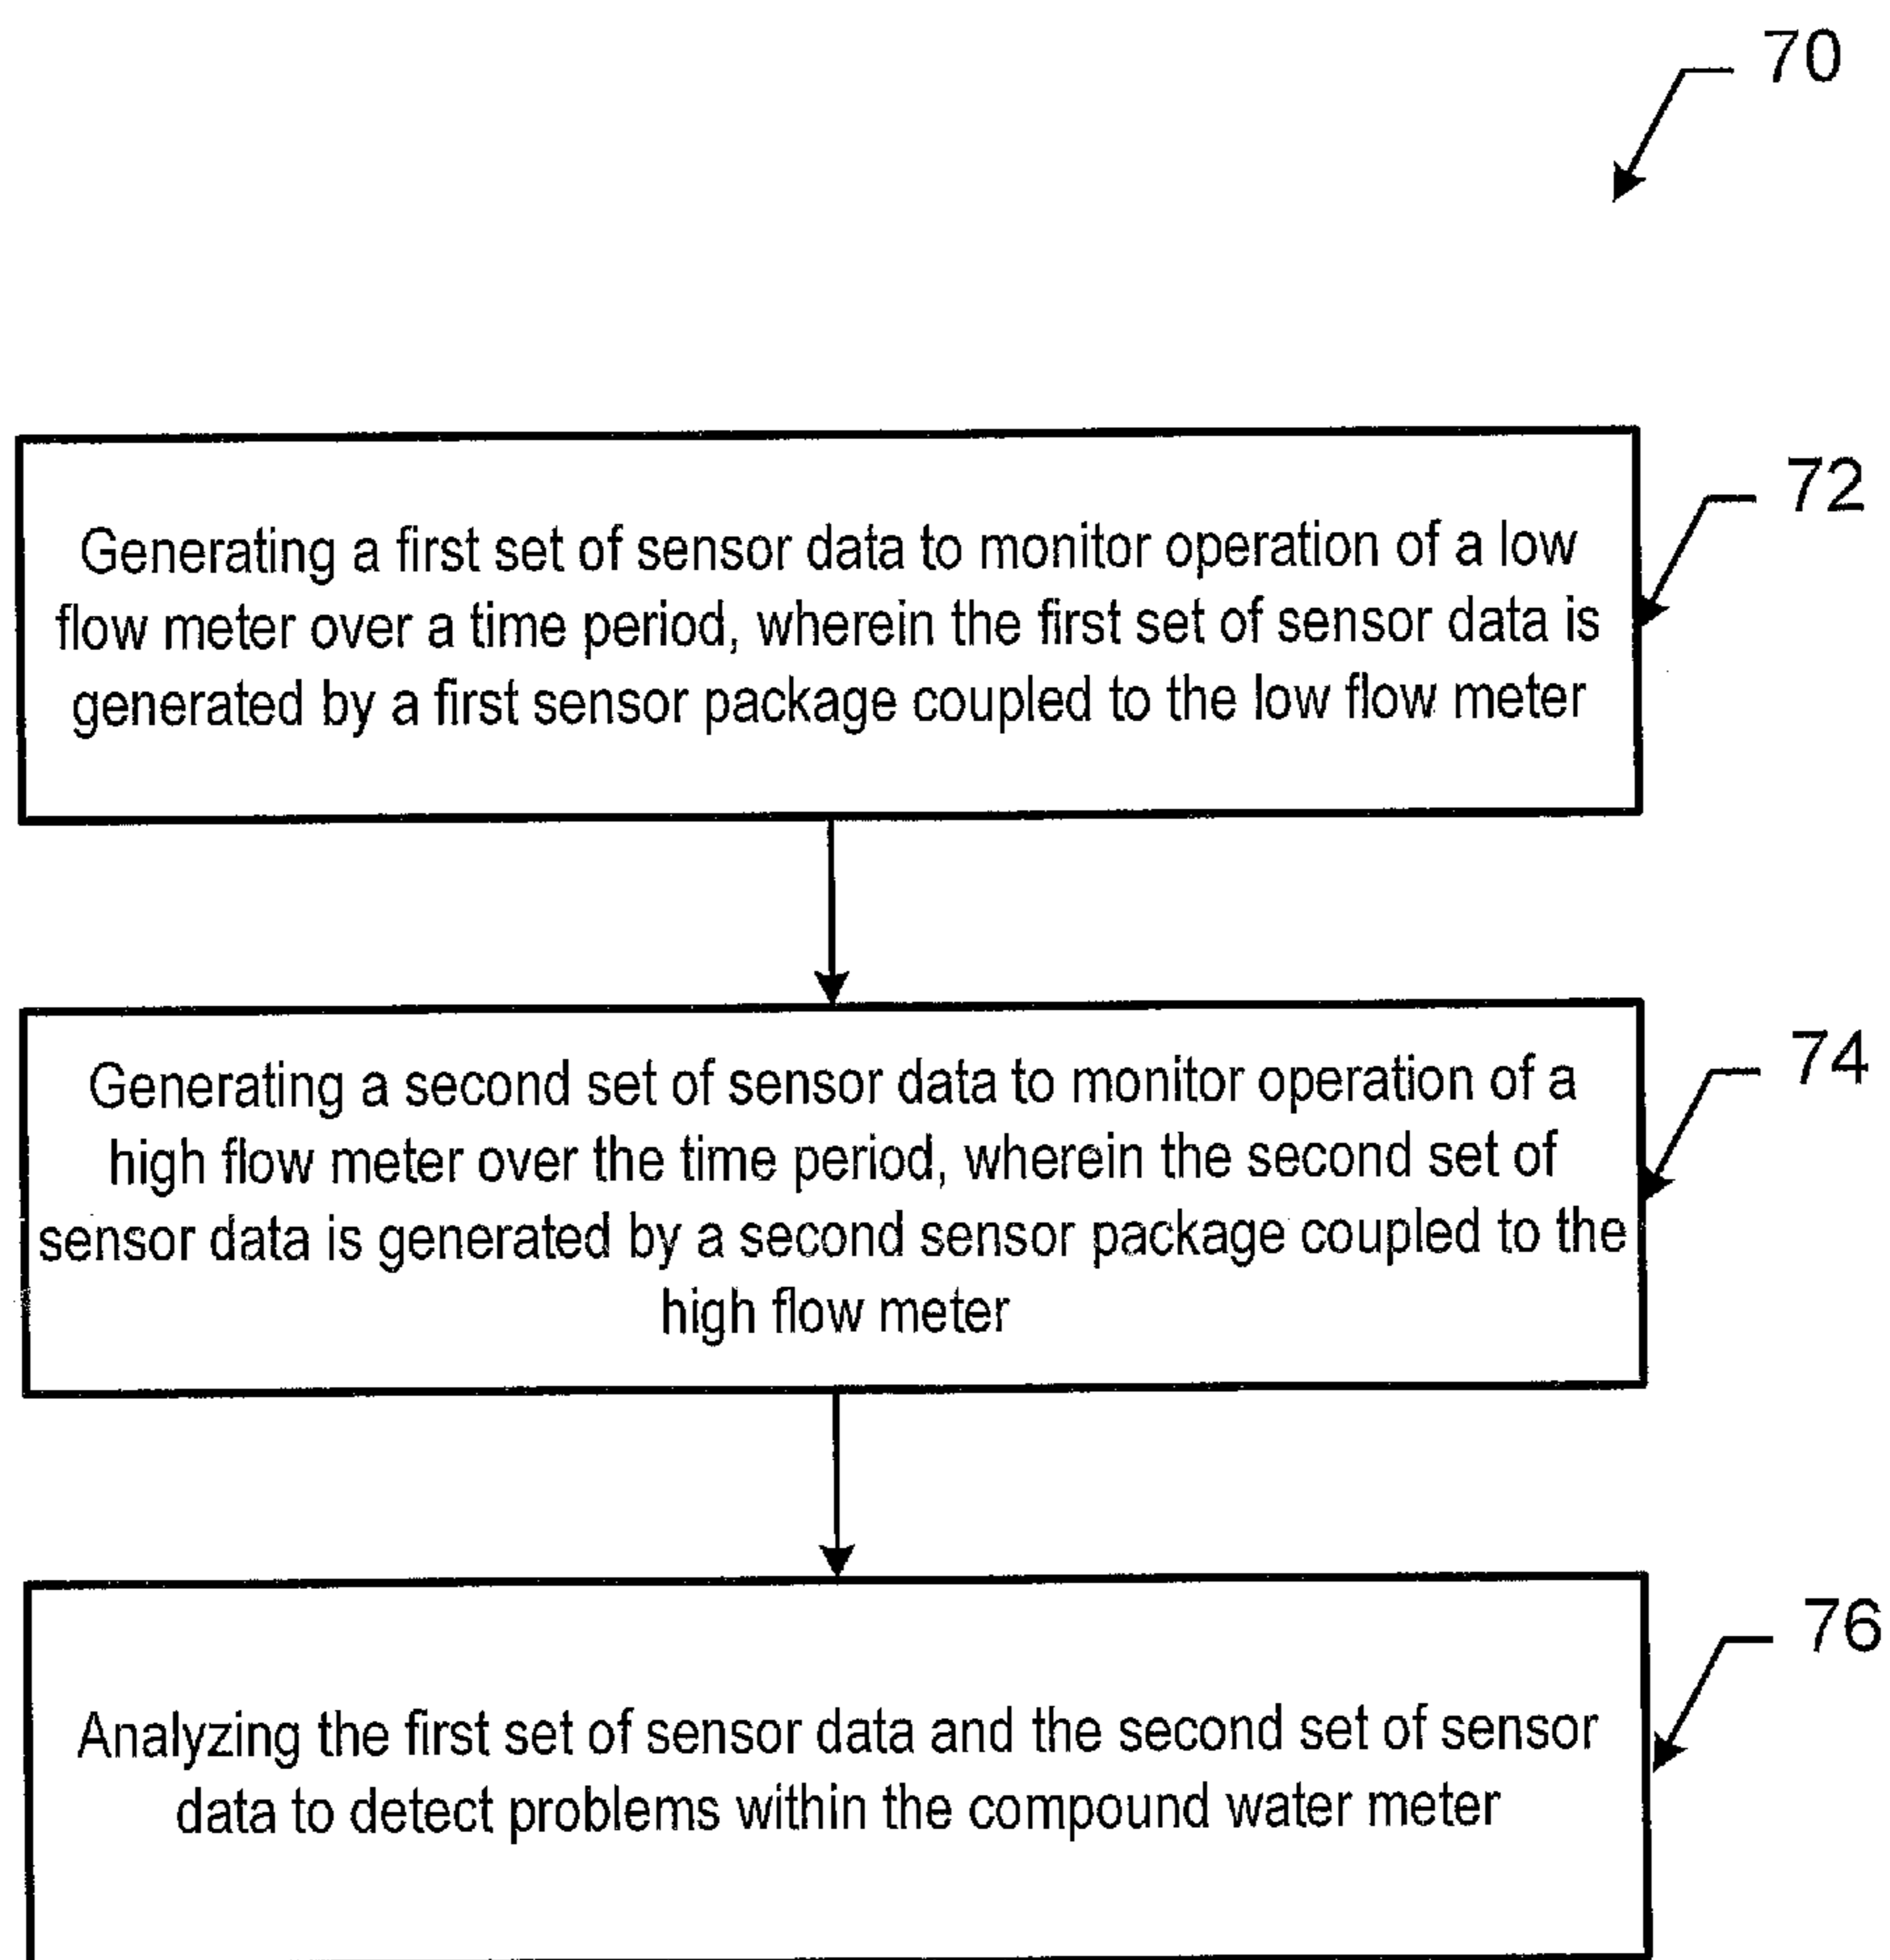 70
72
Generating a first set of sensor data to monitor operation of a low
flow meter over a time period, wherein the first set of sensor data is
generated by a first sensor package coupled to the low flow meter
74
Generating a second set of sensor data to monitor operation of a
high flow meter over the time period, wherein the second set of
sensor data is generated by a second sensor package coupled to the
high flow meter
76
Analyzing the first set of sensor data and the second set of sensor
data to detect problems within the compound water meter